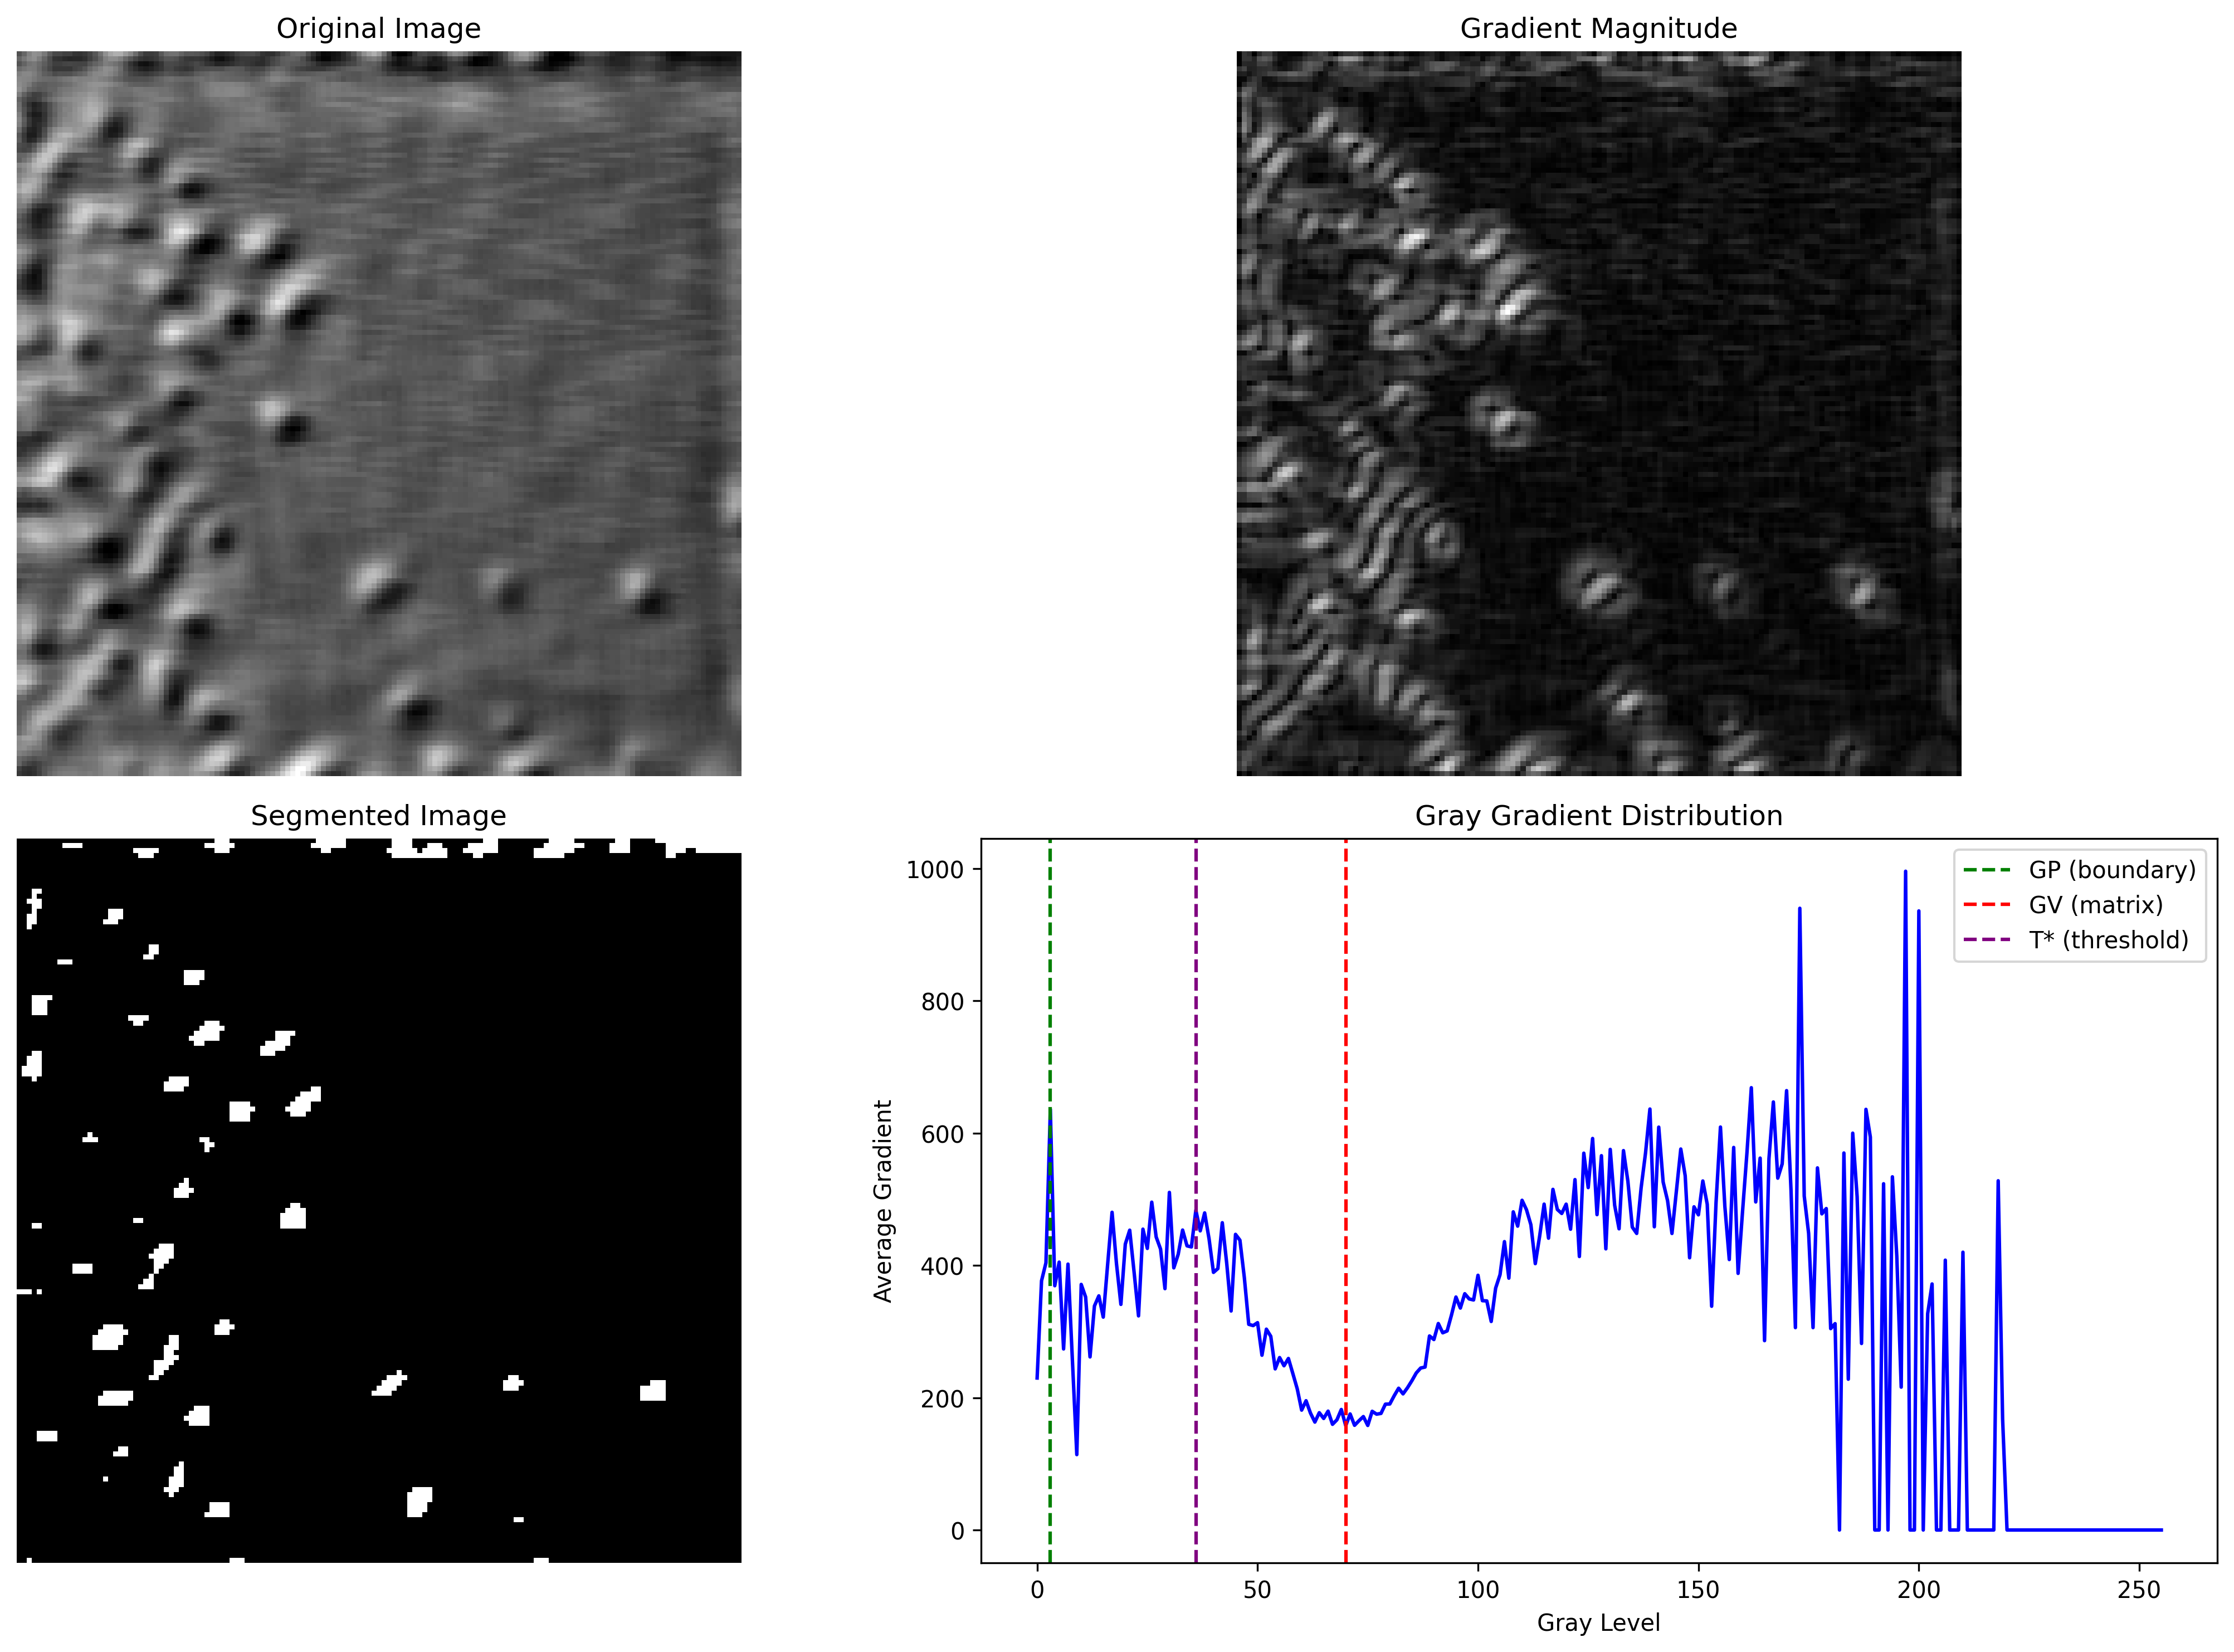 Original Image
Gradient Magnitude
Segmented Image
Gray Gradient Distribution
GP (boundary)
GV (matrix)
T* (threshold)
Average Gradient
1000
800
600
400
200
0
0 50 100 150 200 250
Gray Level